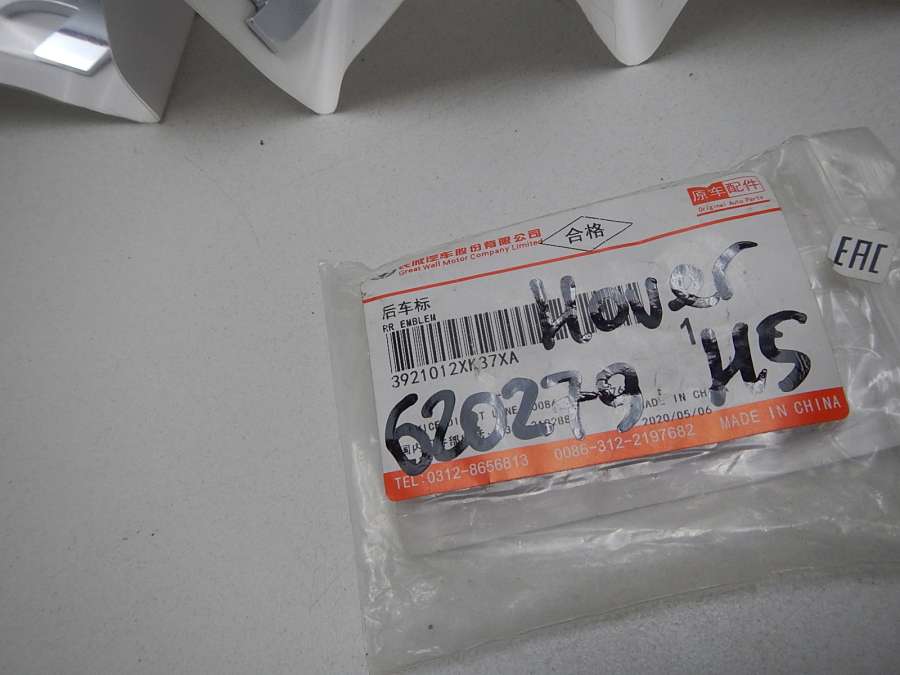 原车配件
Original Auto Parts
长城汽车股份有限公司
Great Wall Motor Company Limited
合格
EAC
后车标
RR EMBLEM
Hover
3921012XK37XA
1
H5
620279
MADE IN CH
2020/05/06
TEL:0312-8656813 0086-312-2197682 MADE IN CHINA